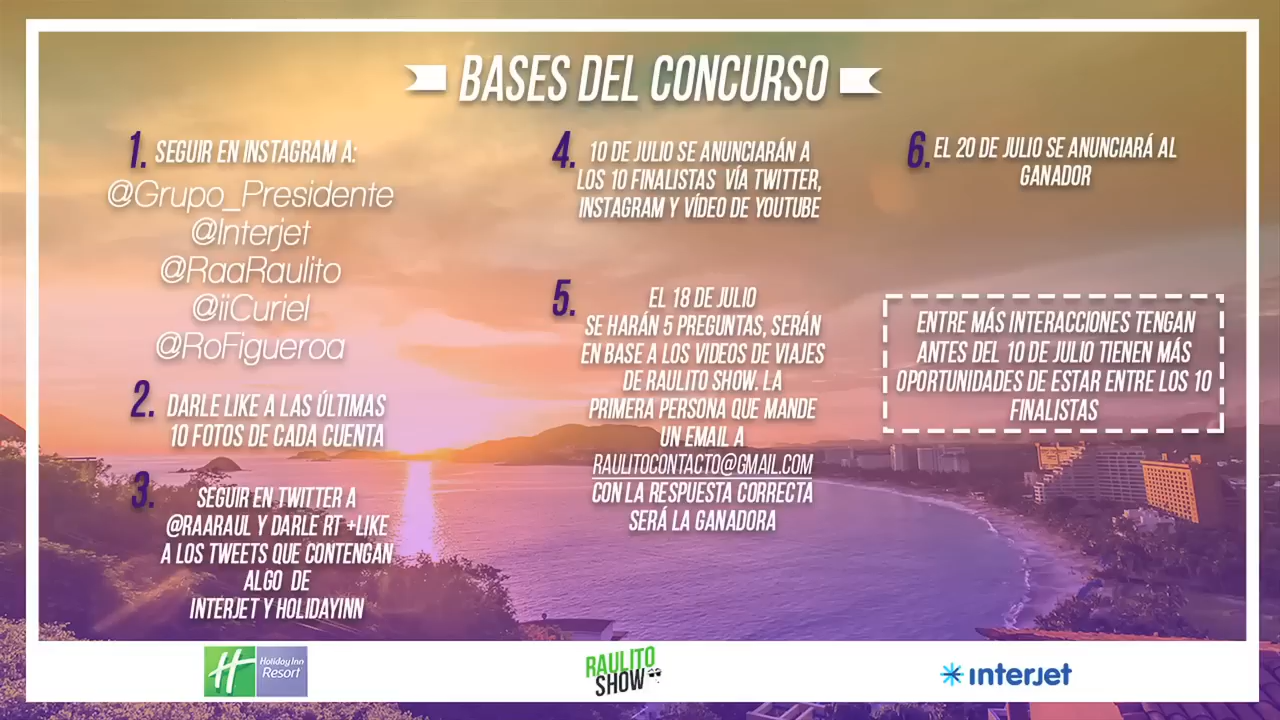 BASES DEL CONCURSO
1. SEGUIR EN INSTAGRAM A:
@Grupo_Presidente
@Interjet
@RaaRaulito
@iiCuriel
@RoFigueroa
2. DARLE LIKE A LAS ÚLTIMAS
10 FOTOS DE CADA CUENTA
3. SEGUIR EN TWITTER A
@RAARAUL Y DARLE RT +LIKE
A LOS TWEETS QUE CONTENGAN
ALGO DE
INTERJET Y HOLIDAYINN
4. 10 DE JULIO SE ANUNCIARÁN A
LOS 10 FINALISTAS VÍA TWITTER,
INSTAGRAM Y VÍDEO DE YOUTUBE
5. EL 18 DE JULIO
SE HARÁN 5 PREGUNTAS, SERÁN
EN BASE A LOS VIDEOS DE VIAJES
DE RAULITO SHOW. LA
PRIMERA PERSONA QUE MANDE
UN EMAIL A
RAULITOCONTACTO@GMAIL.COM
CON LA RESPUESTA CORRECTA
SERÁ LA GANADORA
6. EL 20 DE JULIO SE ANUNCIARÁ AL
GANADOR
ENTRE MÁS INTERACCIONES TENGAN
ANTES DEL 10 DE JULIO TIENEN MÁS
OPORTUNIDADES DE ESTAR ENTRE LOS 10
FINALISTAS
H Holiday Inn
Resort
RAULITO
SHOW
interjet